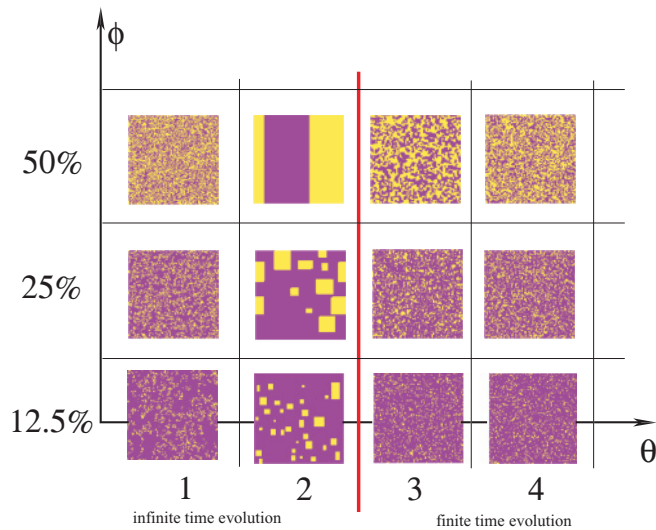 ϕ
50%
25%
12.5%
θ
1 2 3 4
infinite time evolution finite time evolution